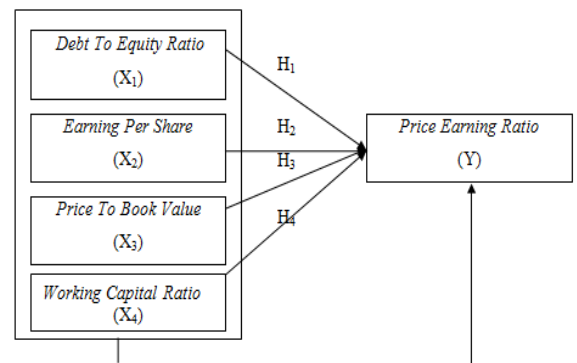 Debt To Equity Ratio
(X₁)
H₁
Earning Per Share
(X₂)
H₂
Price Earning Ratio
(Y)
H₃
Price To Book Value
(X₃)
H₄
Working Capital Ratio
(X₄)